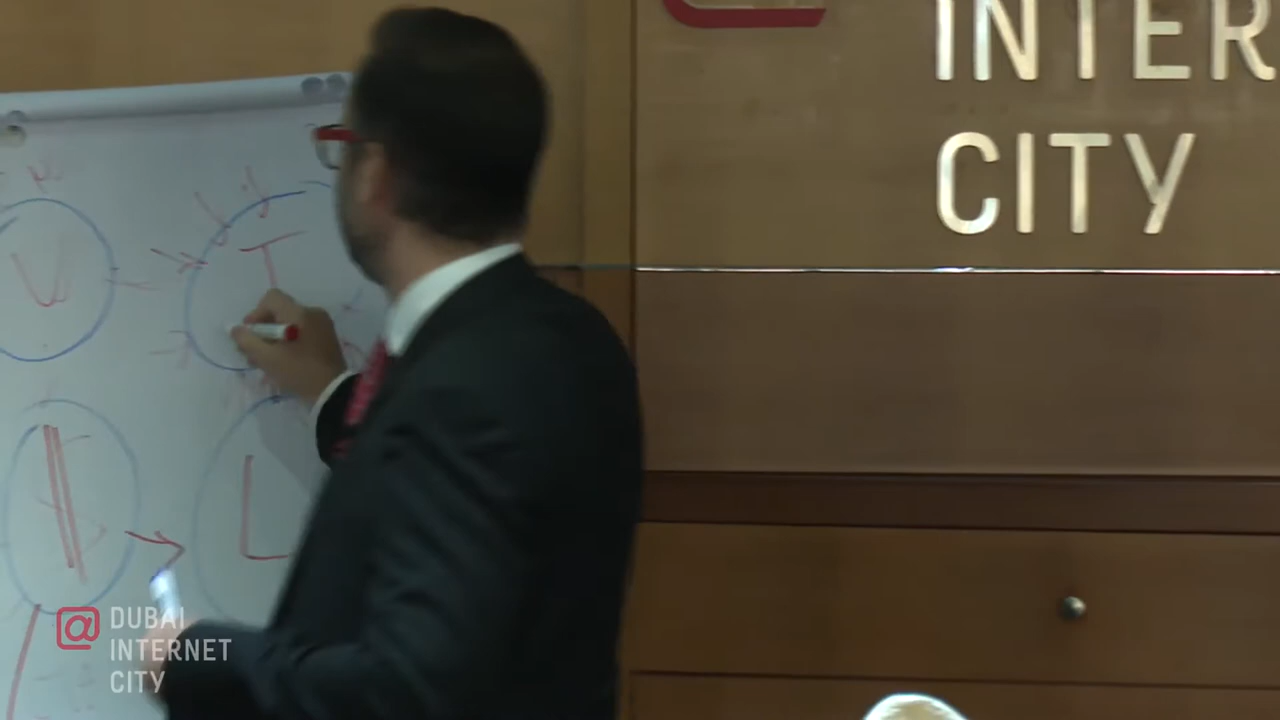 INTER
CITY
U
T
$
L
@ DUBAI
INTERNET
CITY